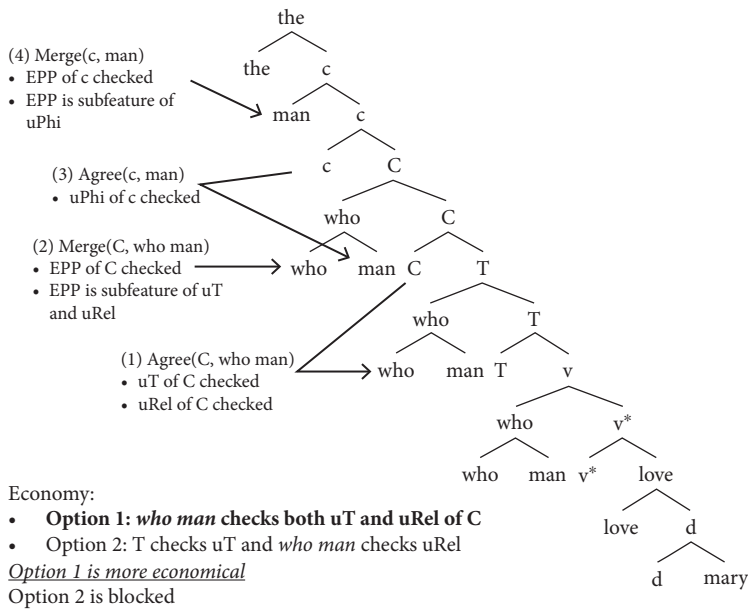 the
(4) Merge(c, man)
• EPP of c checked
• EPP is subfeature of
uPhi
the c
man c
c C
(3) Agree(c, man)
• uPhi of c checked
who C
(2) Merge(C, who man)
• EPP of C checked
• EPP is subfeature of uT
and uRel
who man C T
who T
(1) Agree(C, who man)
• uT of C checked
• uRel of C checked
who man T v
who v*
who man v* love
love d
d mary
Economy:
• Option 1: who man checks both uT and uRel of C
• Option 2: T checks uT and who man checks uRel
Option 1 is more economical
Option 2 is blocked